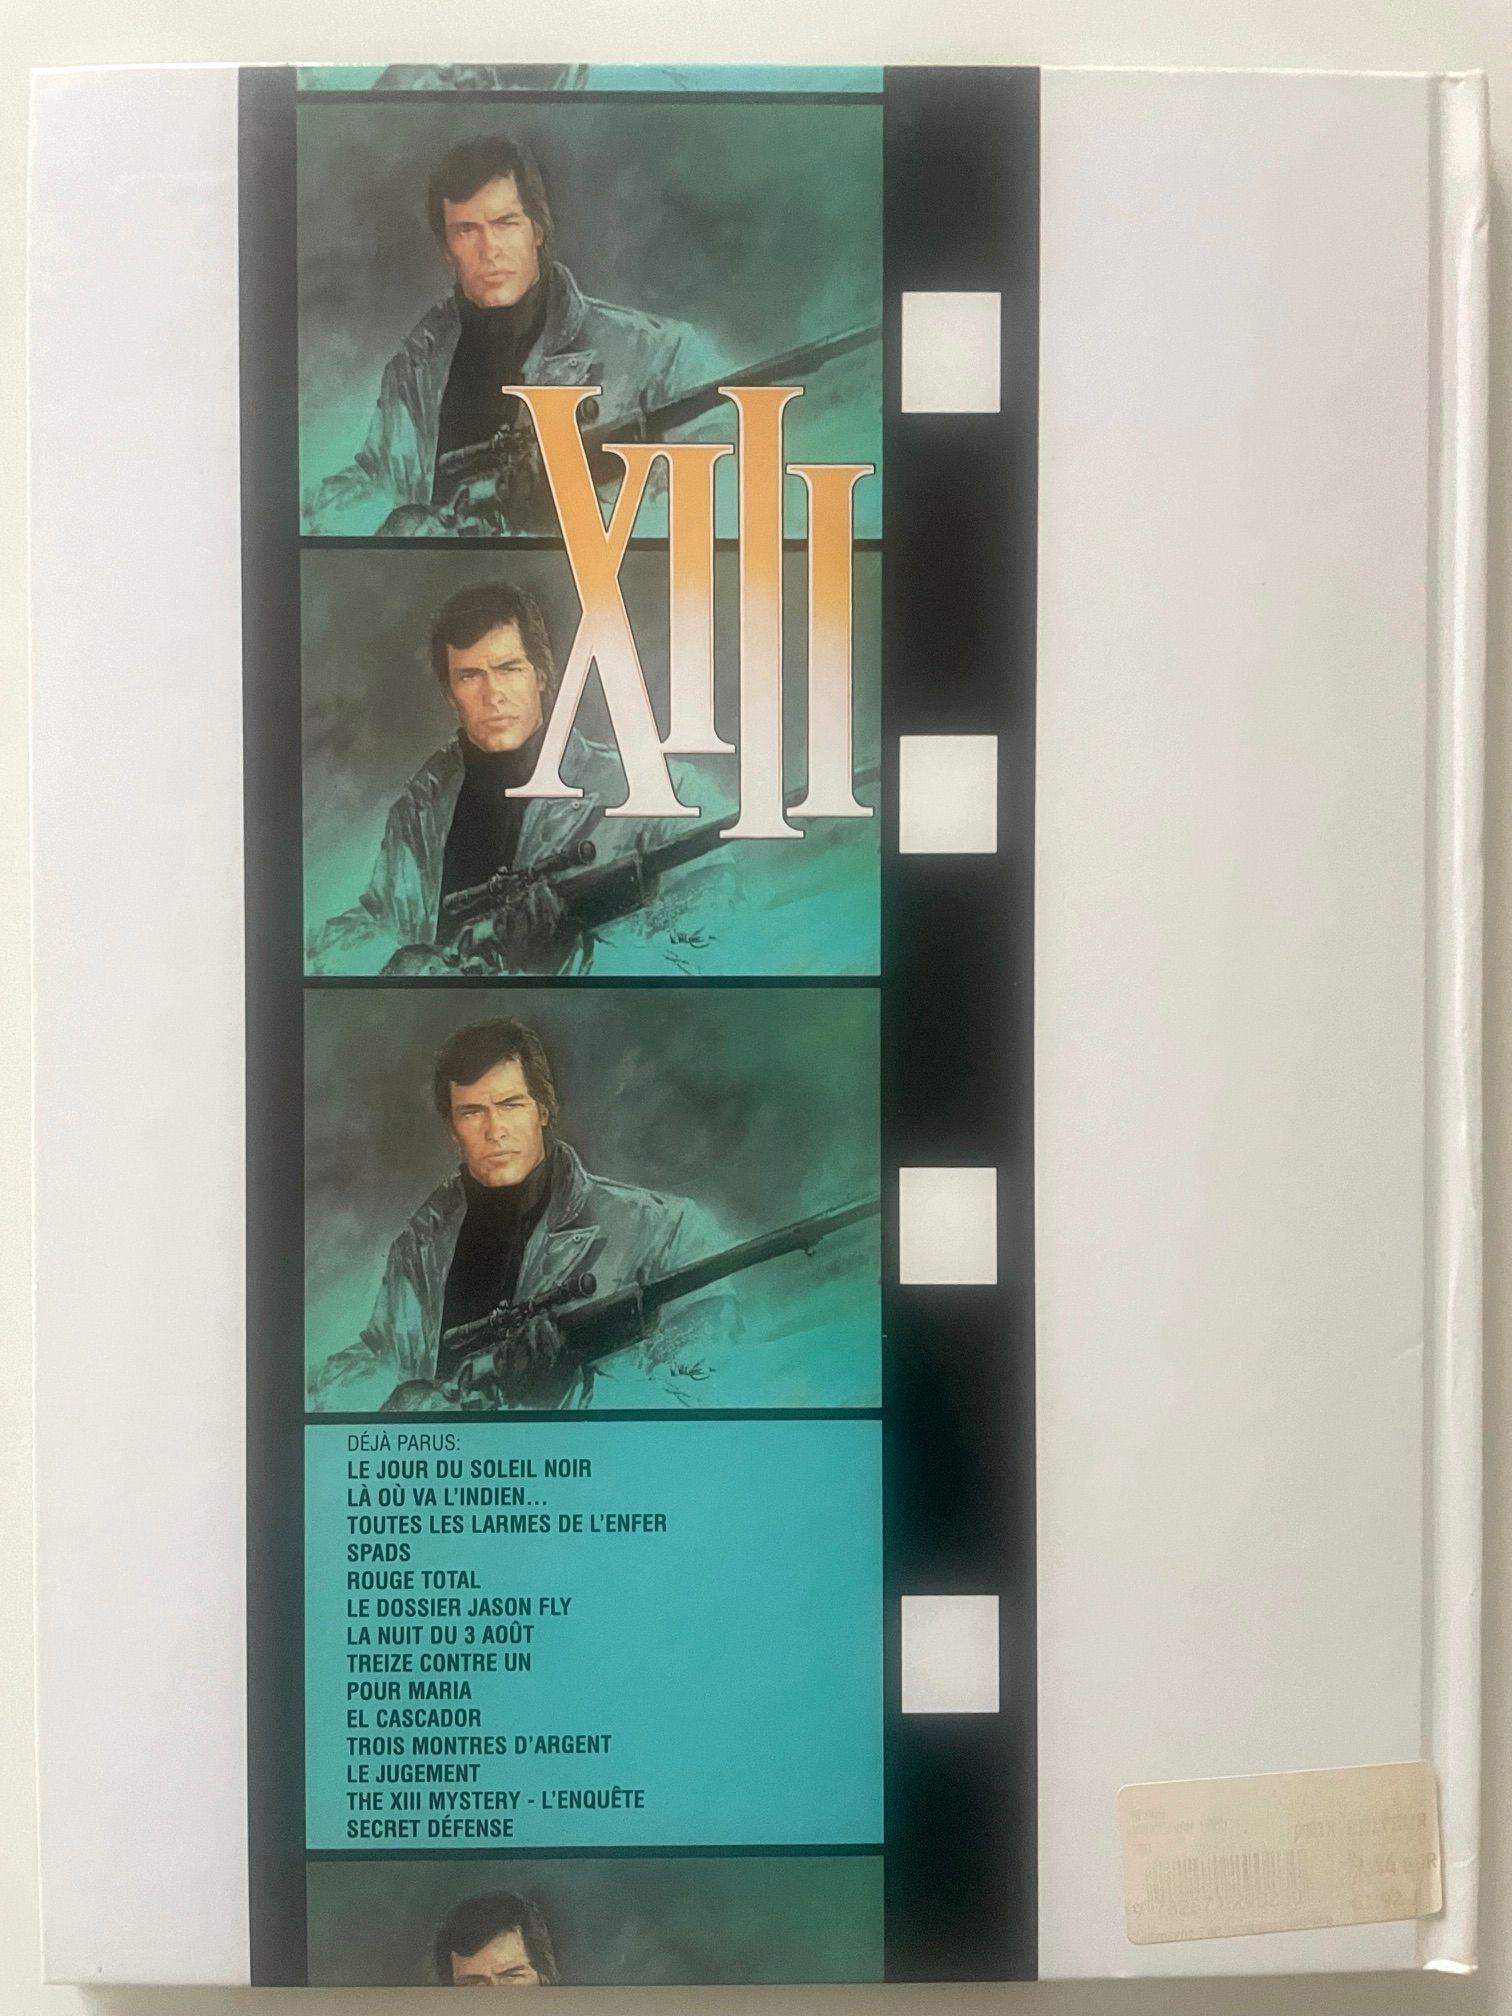 XIII
DÉJÀ PARUS:
LE JOUR DU SOLEIL NOIR
LÀ OÙ VA L'INDIEN...
TOUTES LES LARMES DE L'ENFER
SPADS
ROUGE TOTAL
LE DOSSIER JASON FLY
LA NUIT DU 3 AOÛT
TREIZE CONTRE UN
POUR MARIA
EL CASCADOR
TROIS MONTRES D'ARGENT
LE JUGEMENT
THE XIII MYSTERY - L'ENQUÊTE
SECRET DÉFENSE
PRIX EDITEUR